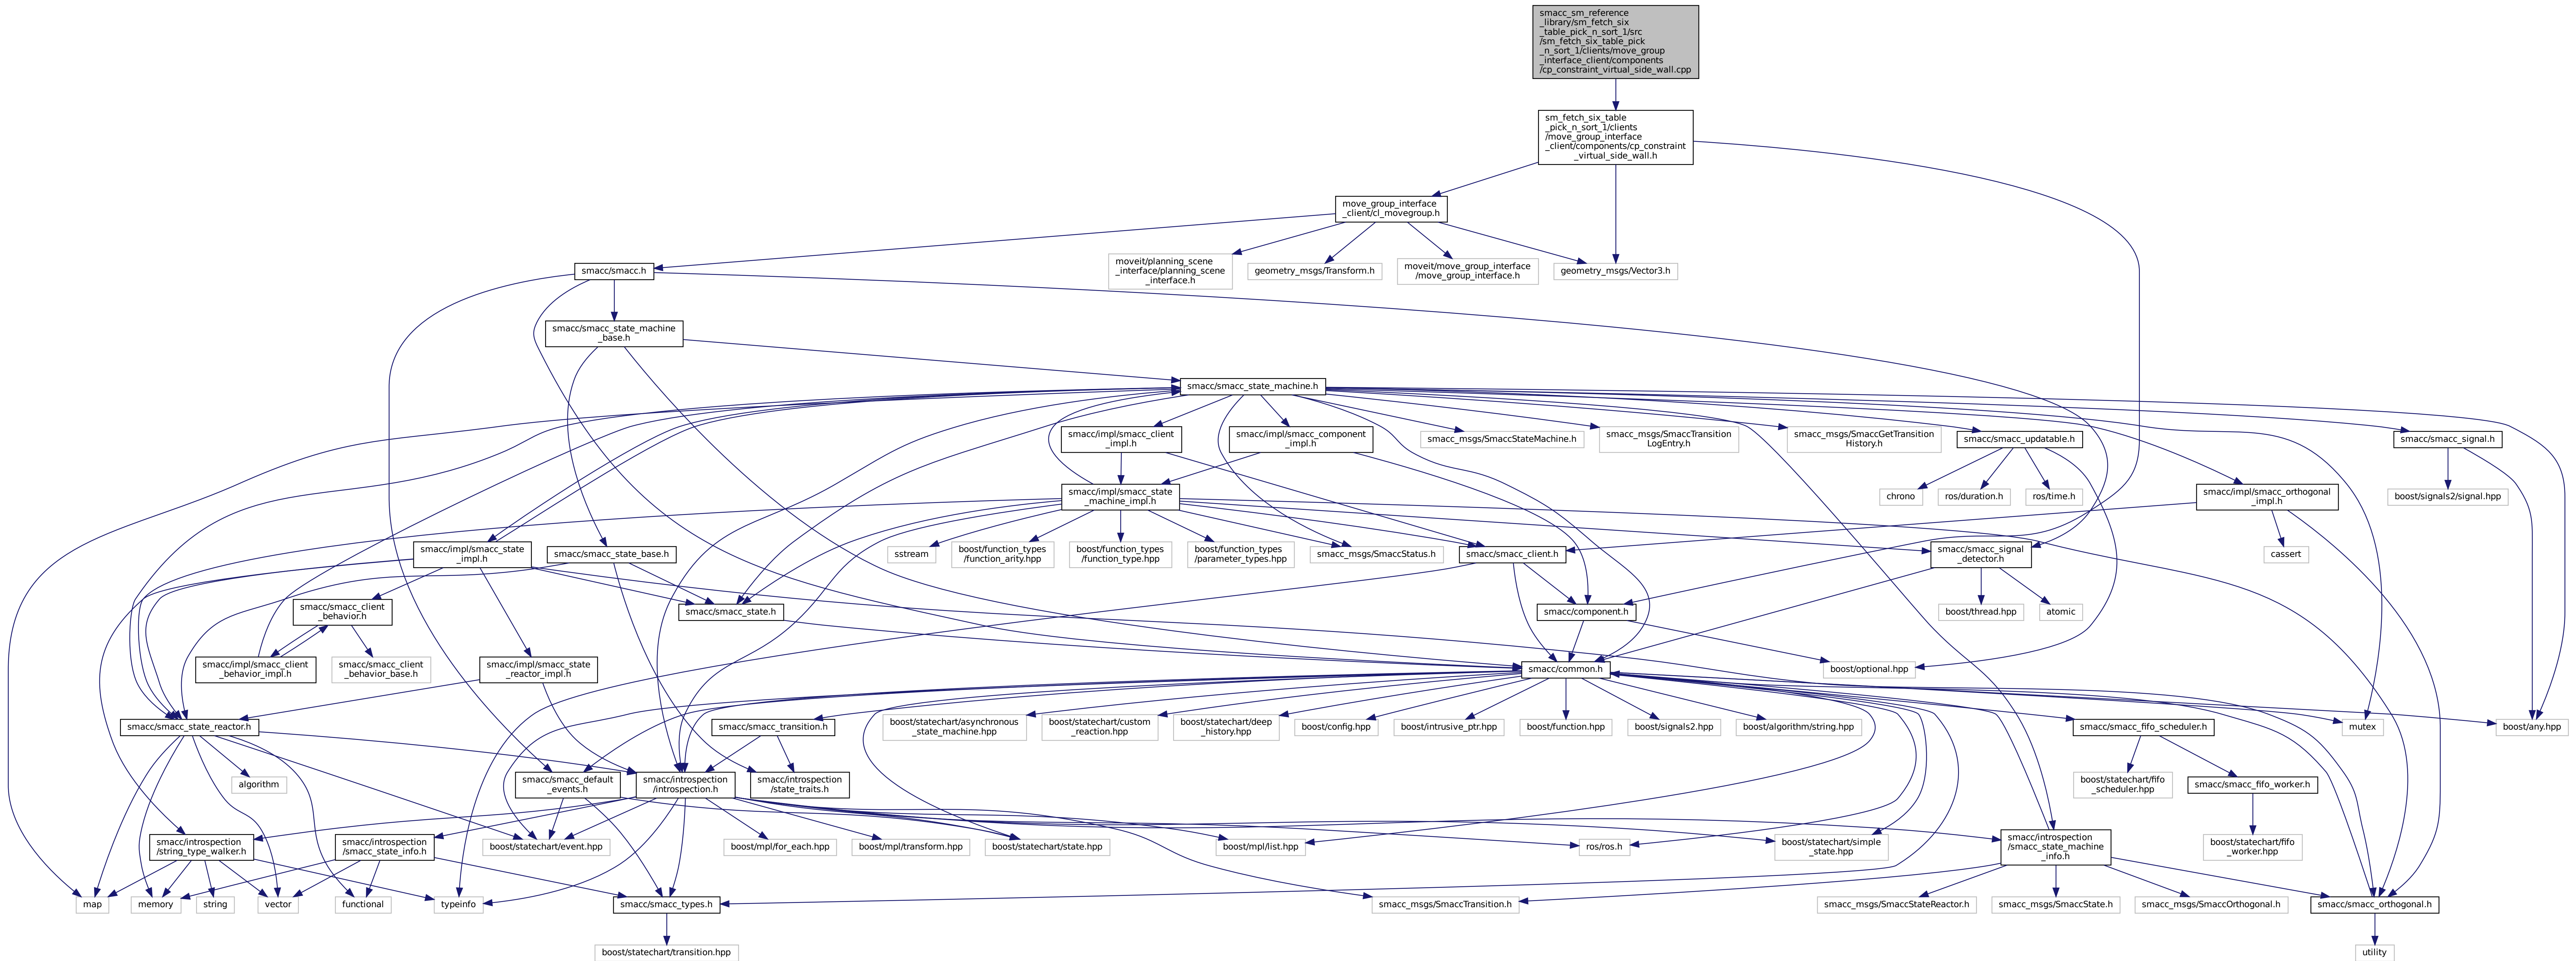 smacc_sm_reference
_library/sm_fetch_six
_table_pick_n_sort_1/src
/sm_fetch_six_table_pick
_n_sort_1/clients/move_group
_interface_client/components
/cp_constraint_virtual_side_wall.cpp
sm_fetch_six_table
_pick_n_sort_1/clients
/move_group_interface
_client/components/cp_constraint
_virtual_side_wall.h
move_group_interface
_client/cl_movegroup.h
smacc/smacc.h
moveit/planning_scene
_interface/planning_scene
_interface.h
geometry_msgs/Transform.h
moveit/move_group_interface
/move_group_interface.h
geometry_msgs/Vector3.h
smacc/smacc_state_machine
_base.h
smacc/smacc_state_machine.h
smacc/impl/smacc_client
_impl.h
smacc/impl/smacc_component
_impl.h
smacc_msgs/SmaccStateMachine.h
smacc_msgs/SmaccTransition
LogEntry.h
smacc_msgs/SmaccGetTransition
History.h
smacc/smacc_updatable.h
smacc/smacc_signal.h
smacc/impl/smacc_state
_machine_impl.h
chrono
ros/duration.h
ros/time.h
smacc/impl/smacc_orthogonal
_impl.h
boost/signals2/signal.hpp
smacc/impl/smacc_state
_impl.h
smacc/smacc_state_base.h
sstream
boost/function_types
/function_arity.hpp
boost/function_types
/function_type.hpp
boost/function_types
/parameter_types.hpp
smacc_msgs/SmaccStatus.h
smacc/smacc_client.h
smacc/smacc_signal
_detector.h
cassert
smacc/smacc_client
_behavior.h
smacc/smacc_state.h
smacc/component.h
boost/thread.hpp
atomic
smacc/impl/smacc_client
_behavior_impl.h
smacc/smacc_client
_behavior_base.h
smacc/impl/smacc_state
_reactor_impl.h
smacc/common.h
boost/optional.hpp
smacc/smacc_state_reactor.h
smacc/smacc_transition.h
boost/statechart/asynchronous
_state_machine.hpp
boost/statechart/custom
_reaction.hpp
boost/statechart/deep
_history.hpp
boost/config.hpp
boost/intrusive_ptr.hpp
boost/function.hpp
boost/signals2.hpp
boost/algorithm/string.hpp
smacc/smacc_fifo_scheduler.h
mutex
boost/any.hpp
algorithm
smacc/smacc_default
_events.h
smacc/introspection
/introspection.h
smacc/introspection
/state_traits.h
boost/statechart/fifo
_scheduler.hpp
smacc/smacc_fifo_worker.h
smacc/introspection
/string_type_walker.h
smacc/introspection
/smacc_state_info.h
boost/statechart/event.hpp
boost/mpl/for_each.hpp
boost/mpl/transform.hpp
boost/statechart/state.hpp
boost/mpl/list.hpp
ros/ros.h
boost/statechart/simple
_state.hpp
smacc/introspection
/smacc_state_machine
_info.h
boost/statechart/fifo
_worker.hpp
map
memory
string
vector
functional
typeinfo
smacc/smacc_types.h
smacc_msgs/SmaccTransition.h
smacc_msgs/SmaccStateReactor.h
smacc_msgs/SmaccState.h
smacc_msgs/SmaccOrthogonal.h
smacc/smacc_orthogonal.h
boost/statechart/transition.hpp
utility